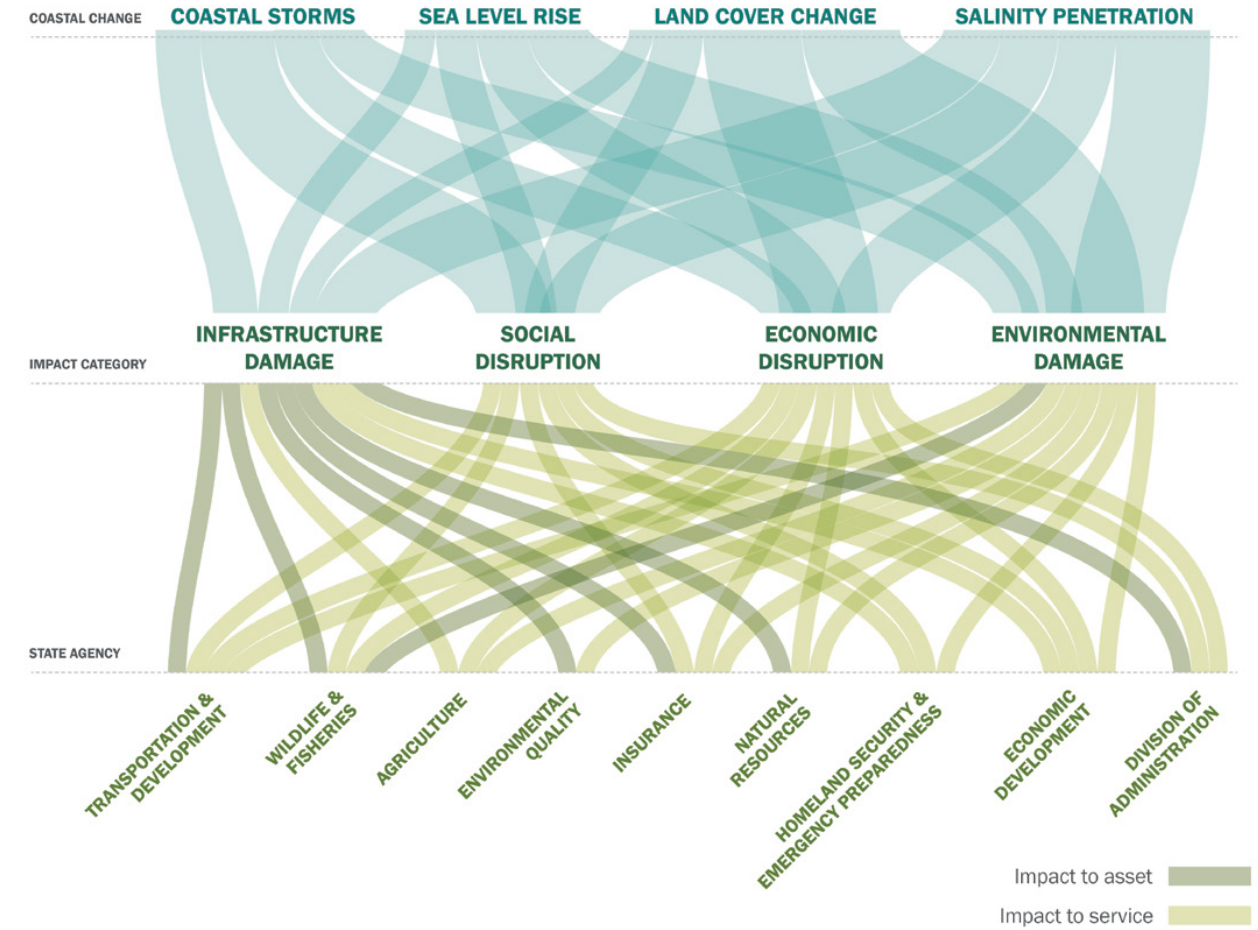 COASTAL CHANGE
COASTAL STORMS
SEA LEVEL RISE
LAND COVER CHANGE
SALINITY PENETRATION
IMPACT CATEGORY
INFRASTRUCTURE
DAMAGE
SOCIAL
DISRUPTION
ECONOMIC
DISRUPTION
ENVIRONMENTAL
DAMAGE
STATE AGENCY
TRANSPORTATION &
DEVELOPMENT
WILDLIFE &
FISHERIES
AGRICULTURE
ENVIRONMENTAL
QUALITY
INSURANCE
NATURAL
RESOURCES
HOMELAND SECURITY &
EMERGENCY PREPAREDNESS
ECONOMIC
DEVELOPMENT
DIVISION OF
ADMINISTRATION
Impact to asset
Impact to service